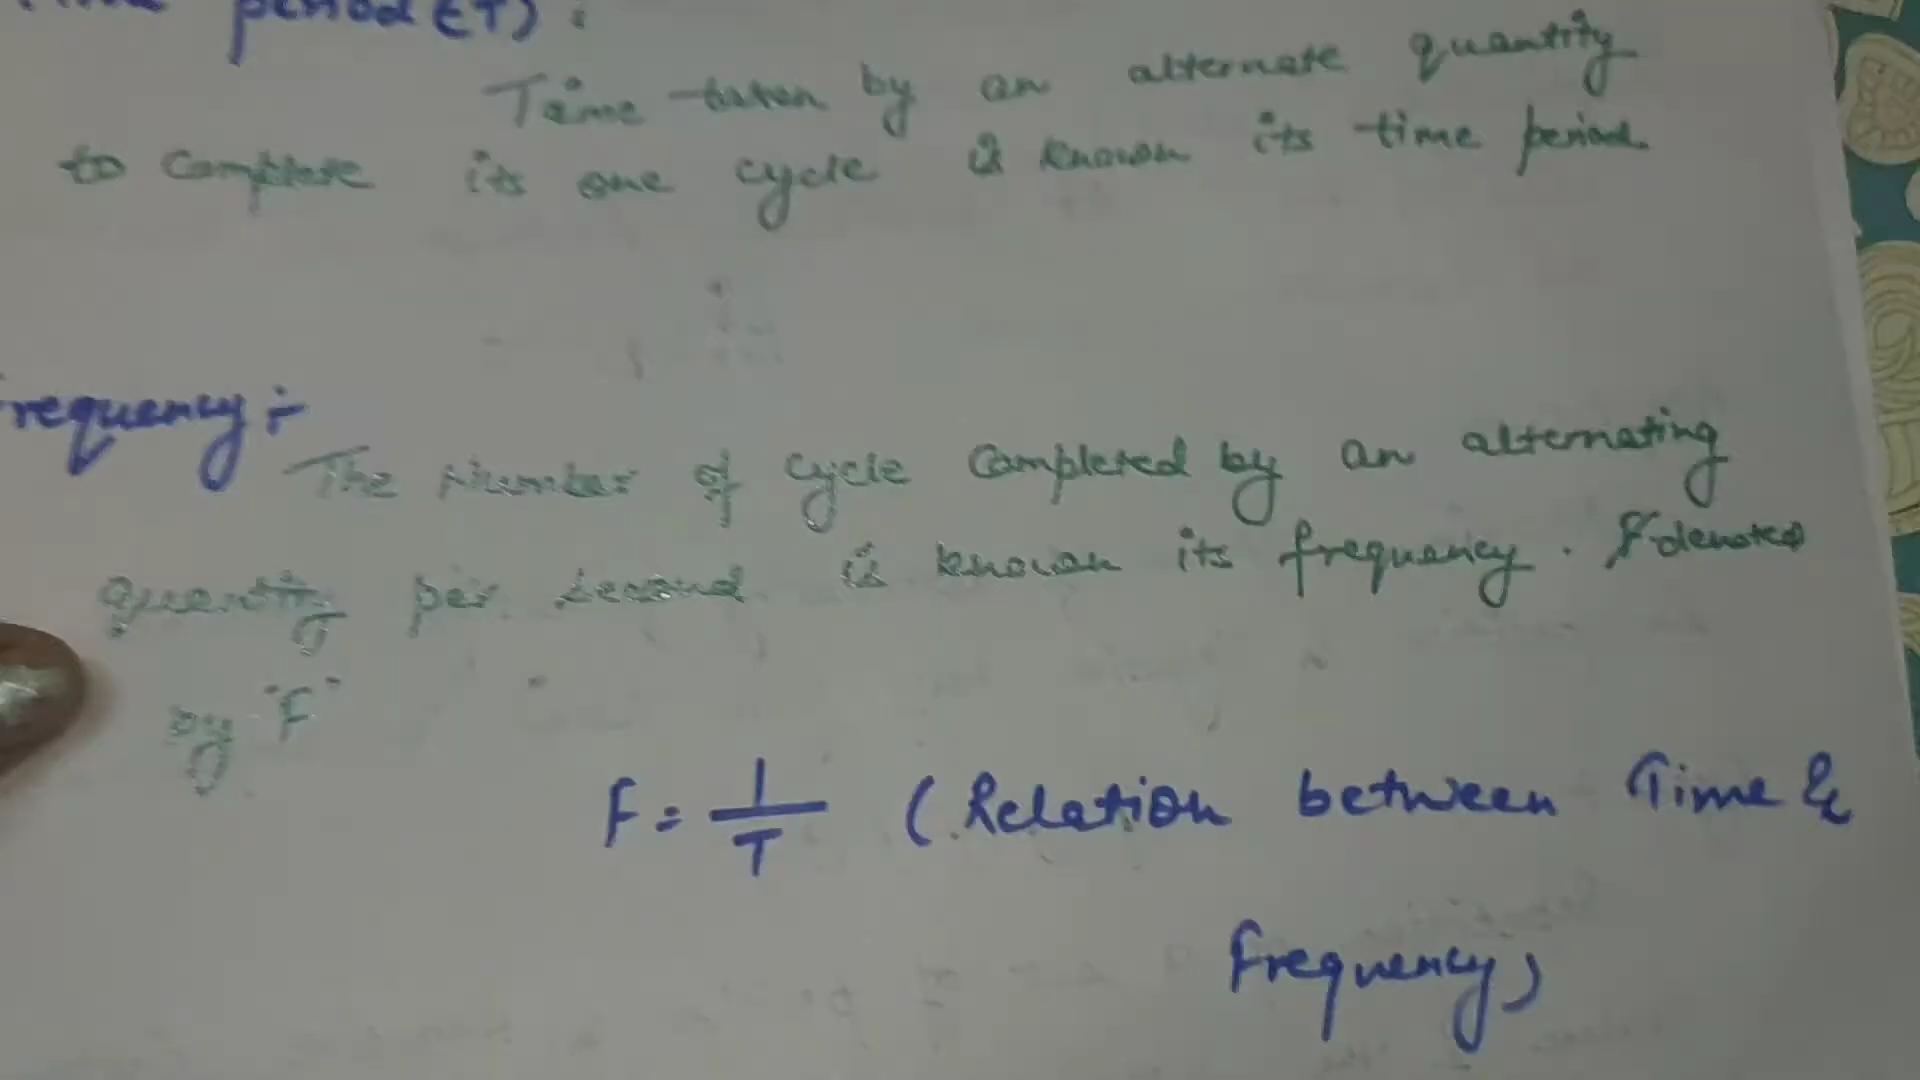 Time period (T) :
Time taken by an alternate quantity
to complete its one cycle is known its time period.
requency :-
The Number of cycle completed by an alternating
quantity per second is known its frequency. denoted
by "F"
F = 1/T (Relation between Time &
frequency)